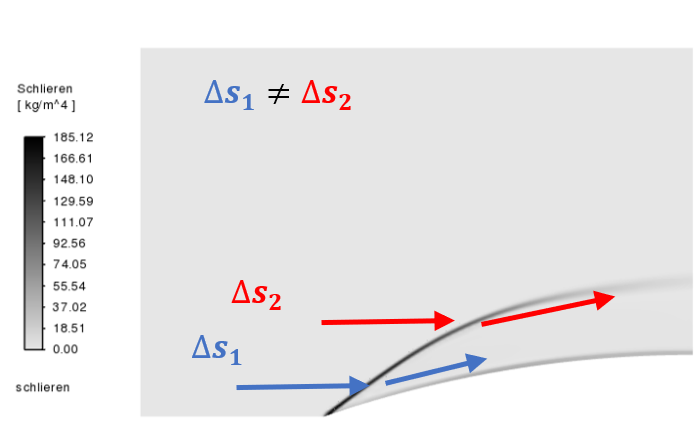 Schlieren
[ kg/m^4 ]
185.12
166.61
148.10
129.59
111.07
92.56
74.05
55.54
37.02
18.51
0.00
schlieren
Δs₁ ≠ Δs₂
Δs₂
Δs₁